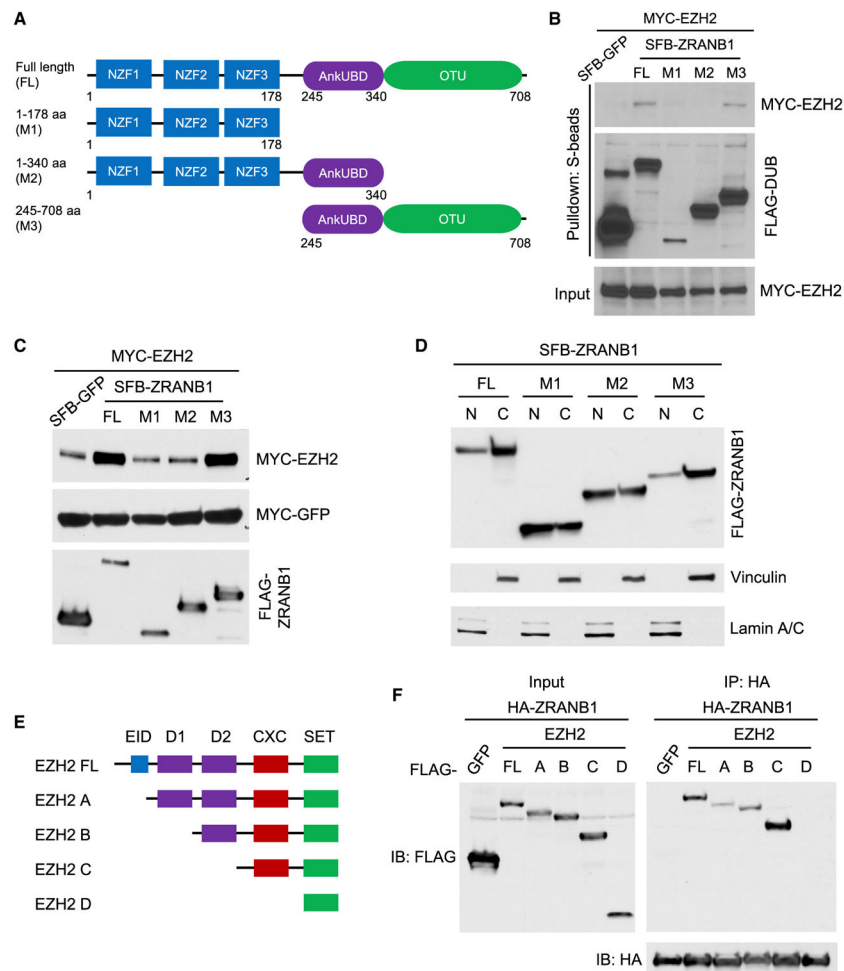 A
Full length
(FL)
NZF1 NZF2 NZF3 AnkUBD OTU
1 178 245 340 708
1-178 aa
(M1)
NZF1 NZF2 NZF3
1 178
1-340 aa
(M2)
NZF1 NZF2 NZF3 AnkUBD
1 340
245-708 aa
(M3)
AnkUBD OTU
245 708
B
MYC-EZH2
SFB-GFP
SFB-ZRANB1
FL M1 M2 M3
Pulldown: S-beads
MYC-EZH2
FLAG-DUB
Input
MYC-EZH2
C
MYC-EZH2
SFB-GFP
SFB-ZRANB1
FL M1 M2 M3
MYC-EZH2
MYC-GFP
FLAG-
ZRANB1
D
SFB-ZRANB1
FL M1 M2 M3
N C N C N C N C
FLAG-ZRANB1
Vinculin
Lamin A/C
E
EID D1 D2 CXC SET
EZH2 FL
EZH2 A
EZH2 B
EZH2 C
EZH2 D
F
Input IP: HA
HA-ZRANB1 HA-ZRANB1
EZH2 EZH2
FLAG- GFP FL A B C D GFP FL A B C D
IB: FLAG
IB: HA